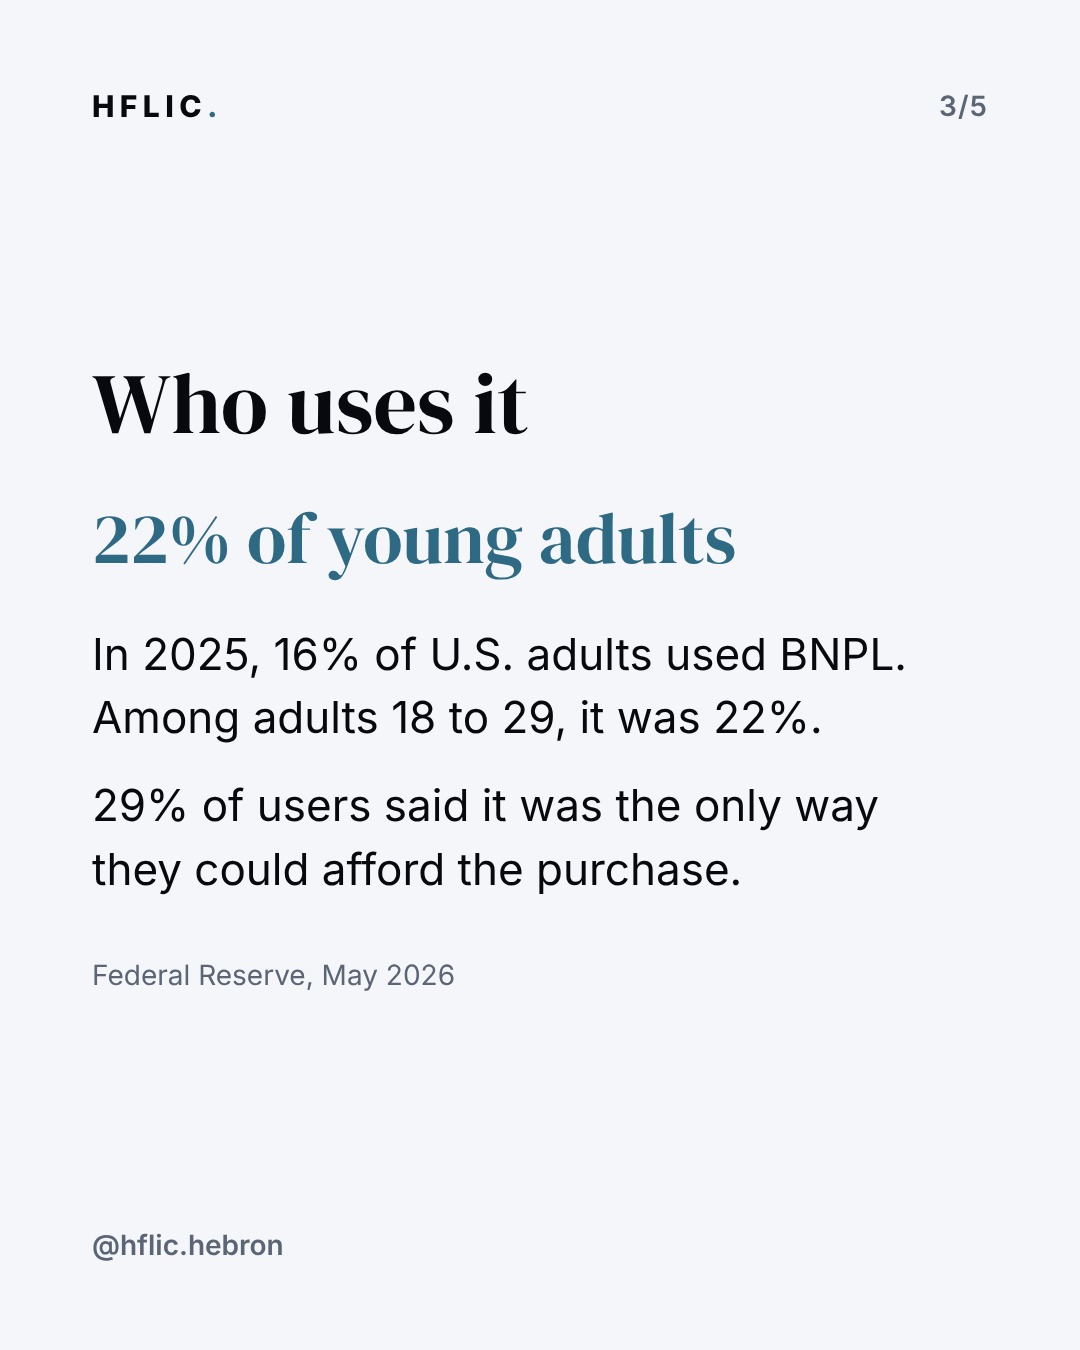 HFLIC.
3/5
Who uses it
22% of young adults
In 2025, 16% of U.S. adults used BNPL.
Among adults 18 to 29, it was 22%.
29% of users said it was the only way
they could afford the purchase.
Federal Reserve, May 2026
@hflic.hebron